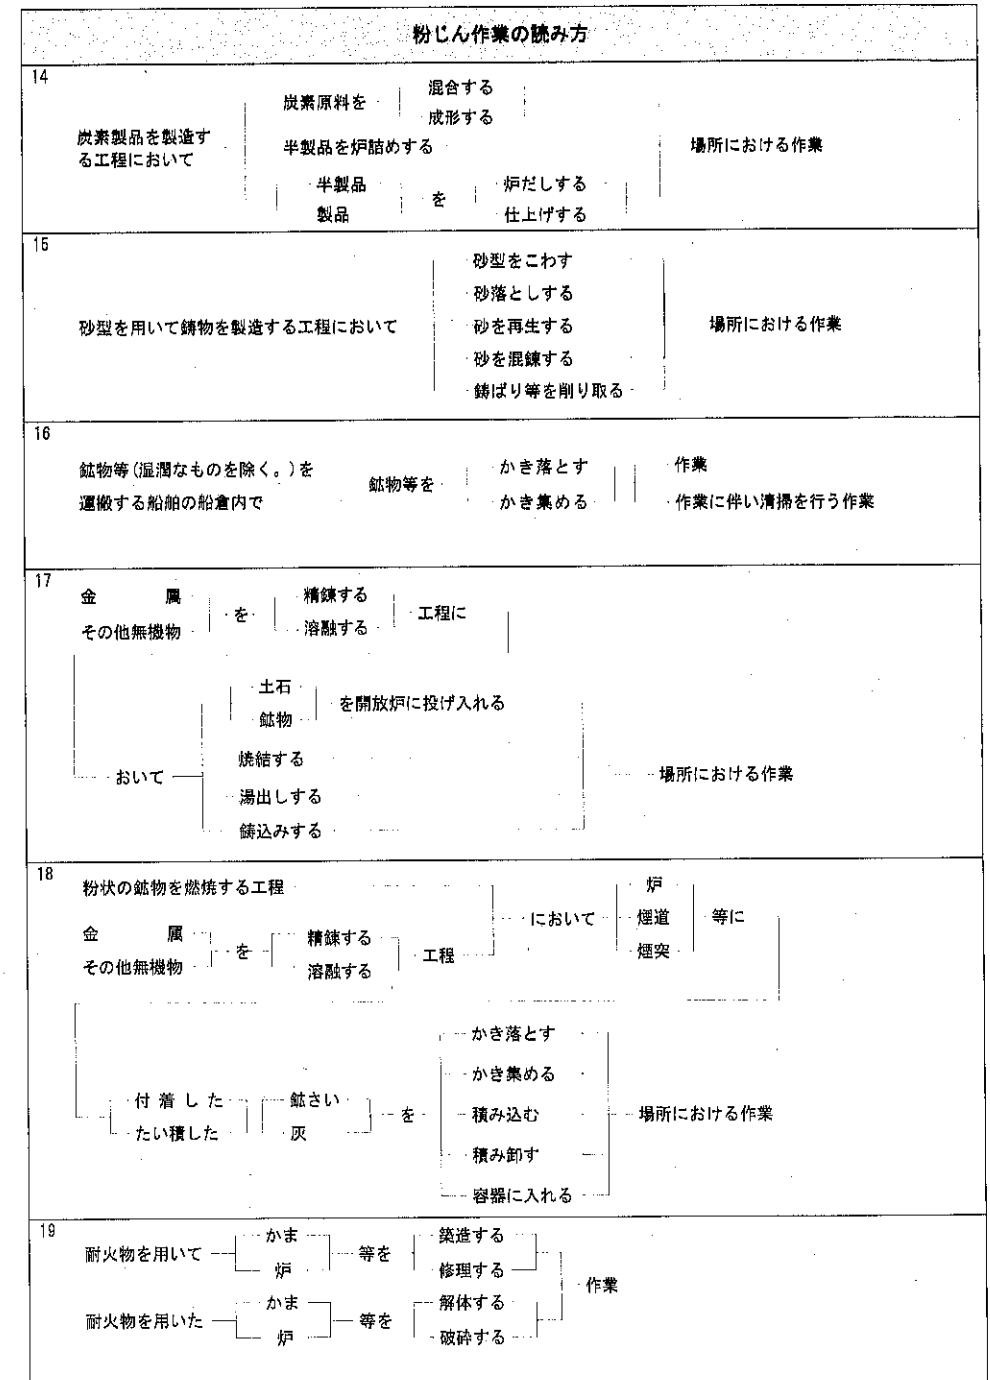 粉じん作業の読み方
14
炭素製品を製造す
る工程において
炭素原料を
混合する
成形する
半製品を炉詰めする
半製品
製品
を
炉だしする
仕上げする
場所における作業
15
砂型を用いて鋳物を製造する工程において
砂型をこわす
砂落としする
砂を再生する
砂を混錬する
鋳ばり等を削り取る
場所における作業
16
鉱物等(湿潤なものを除く。)を
運搬する船舶の船倉内で
鉱物等を
かき落とす
かき集める
作業
作業に伴い清掃を行う作業
17
金　　属
その他無機物
を
精錬する
溶融する
工程に
おいて
土石
鉱物
を開放炉に投げ入れる
焼結する
湯出しする
鋳込みする
場所における作業
18
粉状の鉱物を燃焼する工程
金　　属
その他無機物
を
精錬する
溶融する
工程
において
炉
煙道
煙突
等に
付着した
たい積した
鉱さい
灰
を
かき落とす
かき集める
積み込む
積み卸す
容器に入れる
場所における作業
19
耐火物を用いて
かま
炉
等を
築造する
修理する
耐火物を用いた
かま
炉
等を
解体する
破砕する
作業